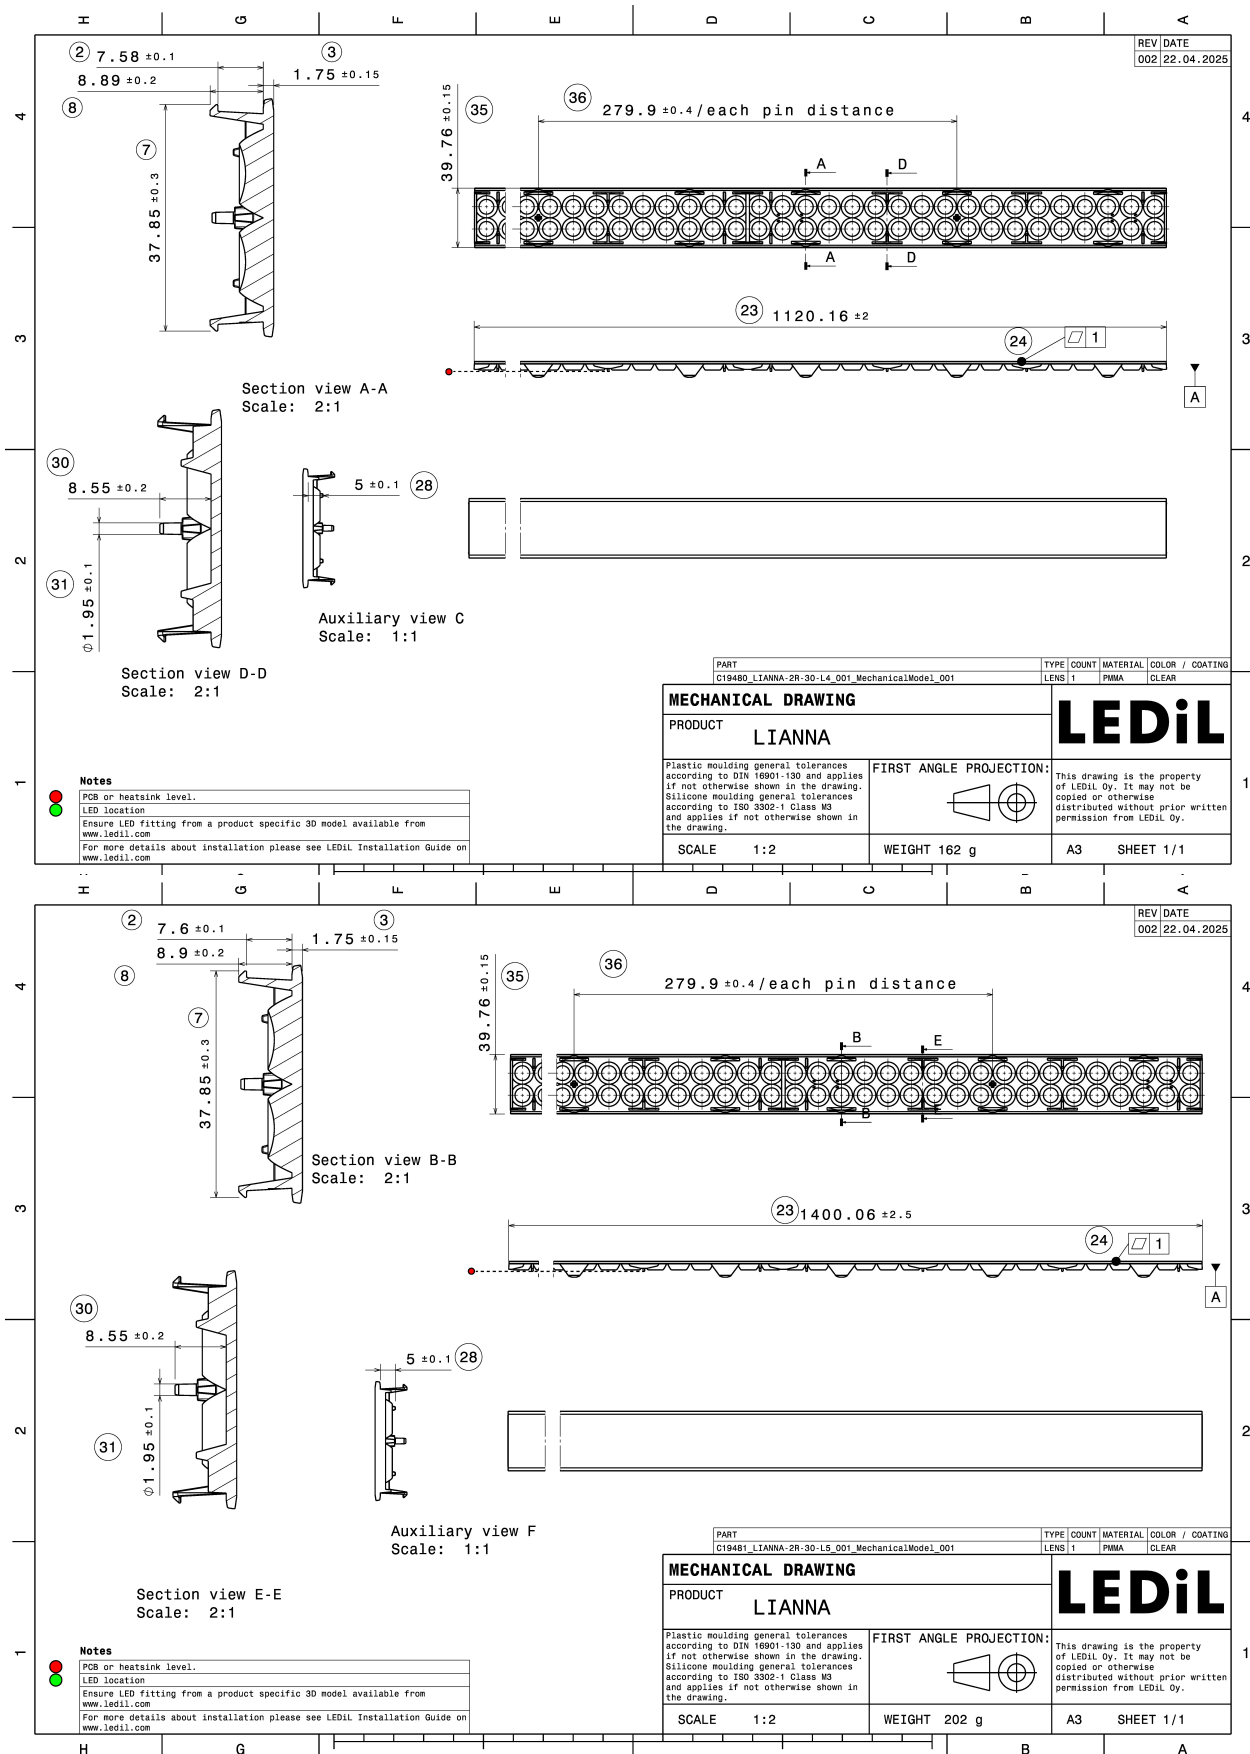 H G F E D C B A
REV DATE
002 22.04.2025
2 7.58 ±0.1
8.89 ±0.2
8
3
1.75 ±0.15
7
37.85 ±0.3
39.76 ±0.15
35
36
279.9 ±0.4/each pin distance
A D
A D
4 4
23 1120.16 ±2
24
1
A
3 3
Section view A-A
Scale: 2:1
30
8.55 ±0.2
31
Ø1.95 ±0.1
5 ±0.1 28
2 2
Auxiliary view C
Scale: 1:1
Section view D-D
Scale: 2:1
PART TYPE COUNT MATERIAL COLOR / COATING
C19480_LIANNA-2R-30-L4_001_MechanicalModel_001 LENS 1 PMMA CLEAR
MECHANICAL DRAWING
LEDiL
PRODUCT
LIANNA
1 1
Notes
PCB or heatsink level.
LED location
Ensure LED fitting from a product specific 3D model available from
www.ledil.com
For more details about installation please see LEDiL Installation Guide on
www.ledil.com
Plastic moulding general tolerances
according to DIN 16901-130 and applies
if not otherwise shown in the drawing.
Silicone moulding general tolerances
according to ISO 3302-1 Class M3
and applies if not otherwise shown in
the drawing.
FIRST ANGLE PROJECTION:
This drawing is the property
of LEDiL Oy. It may not be
copied or otherwise
distributed without prior written
permission from LEDiL Oy.
SCALE 1:2
WEIGHT 162 g
A3 SHEET 1/1
H G F E D C B A
REV DATE
002 22.04.2025
2
7.6 ±0.1
8.9 ±0.2
8
3
1.75 ±0.15
7
37.85 ±0.3
39.76 ±0.15
35
36
279.9 ±0.4/each pin distance
B E
B E
4 4
Section view B-B
Scale: 2:1
23 1400.06 ±2.5
24
1
A
3 3
30
8.55 ±0.2
31
Ø1.95 ±0.1
5 ±0.1 28
2 2
Auxiliary view F
Scale: 1:1
Section view E-E
Scale: 2:1
PART TYPE COUNT MATERIAL COLOR / COATING
C19481_LIANNA-2R-30-L5_001_MechanicalModel_001 LENS 1 PMMA CLEAR
MECHANICAL DRAWING
LEDiL
PRODUCT
LIANNA
1 1
Notes
PCB or heatsink level.
LED location
Ensure LED fitting from a product specific 3D model available from
www.ledil.com
For more details about installation please see LEDiL Installation Guide on
www.ledil.com
Plastic moulding general tolerances
according to DIN 16901-130 and applies
if not otherwise shown in the drawing.
Silicone moulding general tolerances
according to ISO 3302-1 Class M3
and applies if not otherwise shown in
the drawing.
FIRST ANGLE PROJECTION:
This drawing is the property
of LEDiL Oy. It may not be
copied or otherwise
distributed without prior written
permission from LEDiL Oy.
SCALE 1:2
WEIGHT 202 g
A3 SHEET 1/1
H G B A